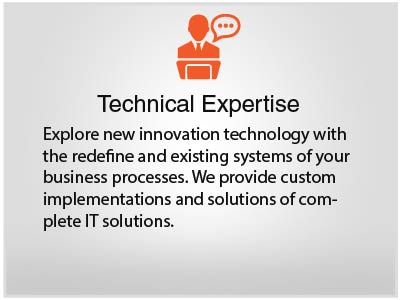 Technical Expertise
Explore new innovation technology with
the redefine and existing systems of your
business processes. We provide custom
implementations and solutions of com-
plete IT solutions.